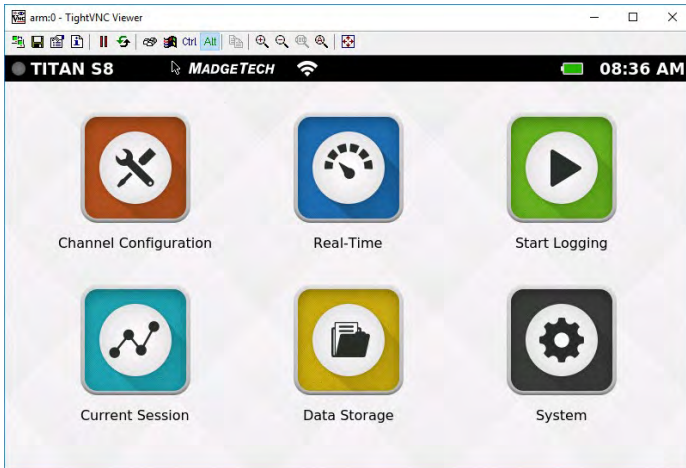 arm:0 - TightVNC Viewer
Ctrl Alt
TITAN S8 MADGETECH 08:36 AM
Channel Configuration Real-Time Start Logging
Current Session Data Storage System